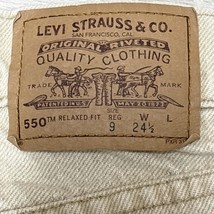 LEVI STRAUSS & CO.
SAN FRANCISCO, CAL.
ORIGINAL RIVETED
QUALITY CLOTHING
TRADE MARK
PATENTED IN U.S. MAY 20 1873
SIZE
550™ RELAXED FIT REG W L
9 24½